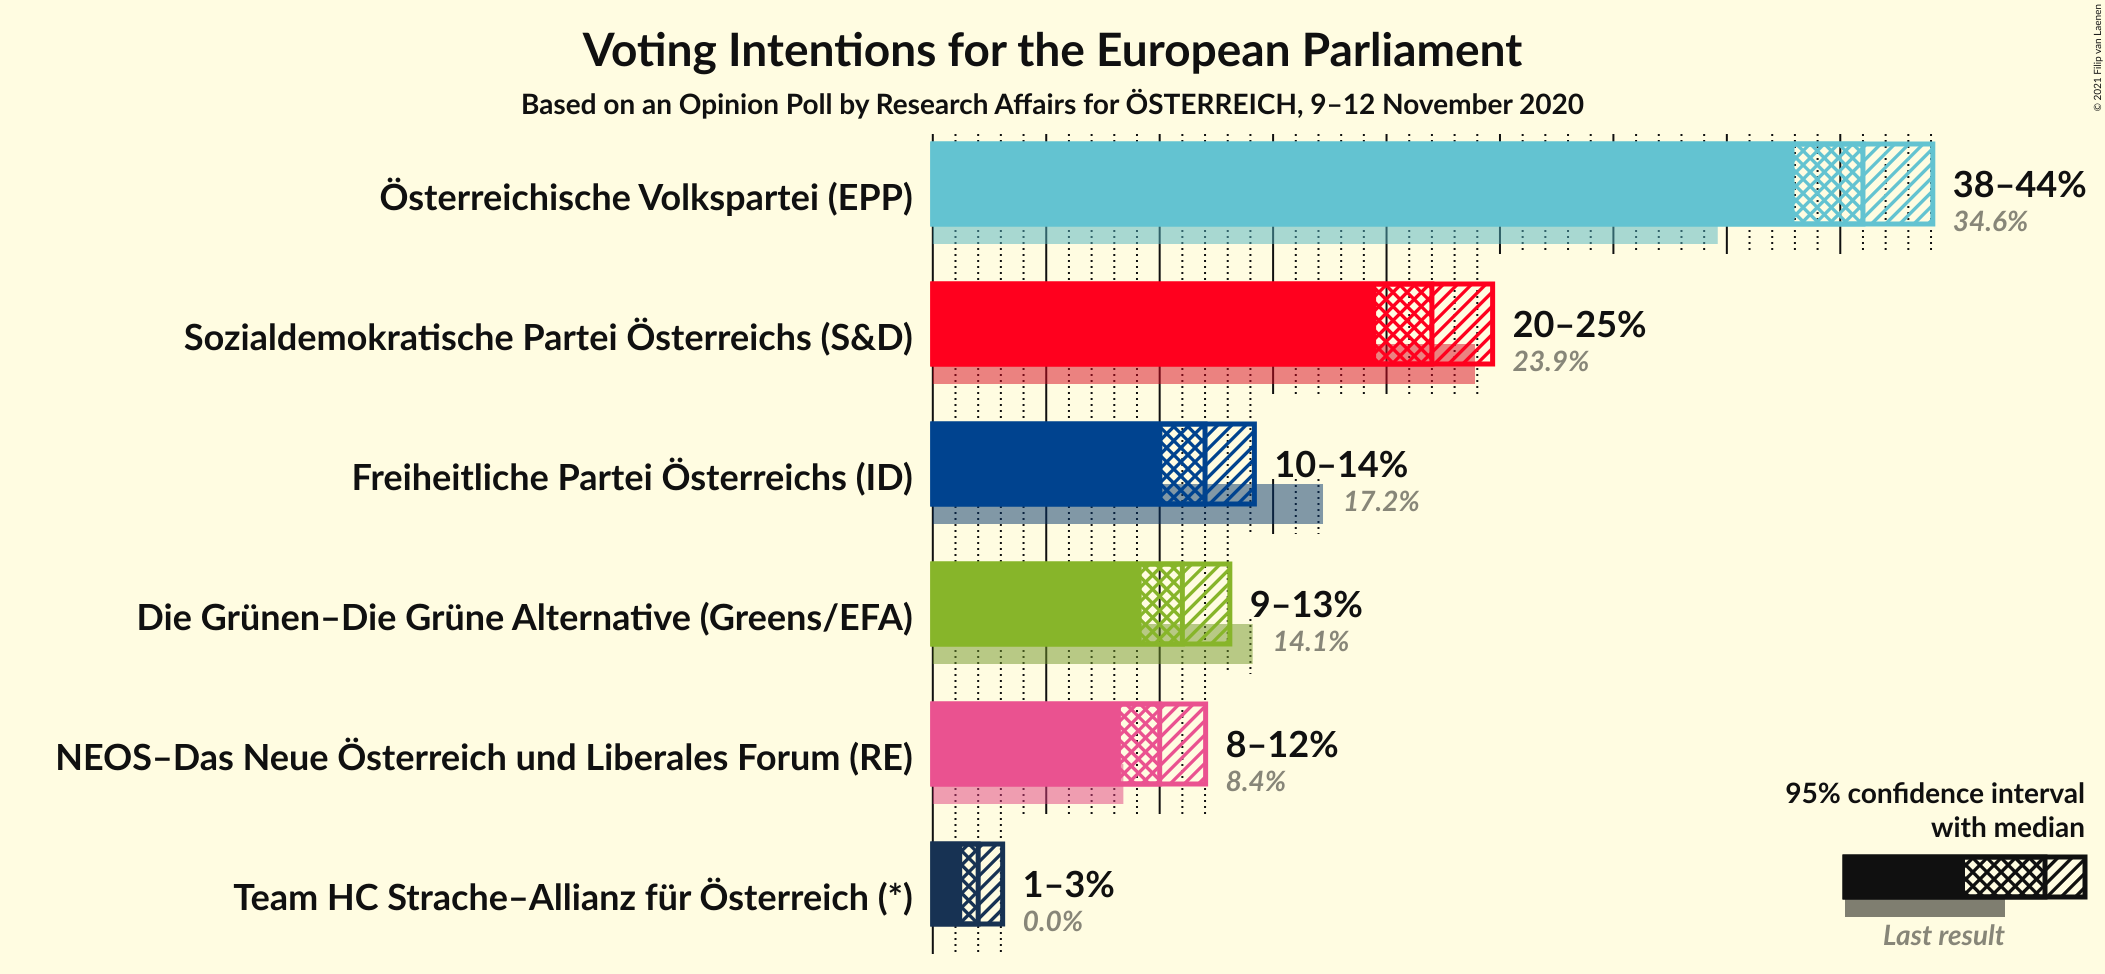 Voting Intentions for the European Parliament
Based on an Opinion Poll by Research Affairs for ÖSTERREICH, 9–12 November 2020
© 2021 Filip van Laenen
Österreichische Volkspartei (EPP)
38–44%
34.6%
Sozialdemokratische Partei Österreichs (S&D)
20–25%
23.9%
Freiheitliche Partei Österreichs (ID)
10–14%
17.2%
Die Grünen–Die Grüne Alternative (Greens/EFA)
9–13%
14.1%
NEOS–Das Neue Österreich und Liberales Forum (RE)
8–12%
8.4%
Team HC Strache–Allianz für Österreich (*)
1–3%
0.0%
95% confidence interval
with median
Last result